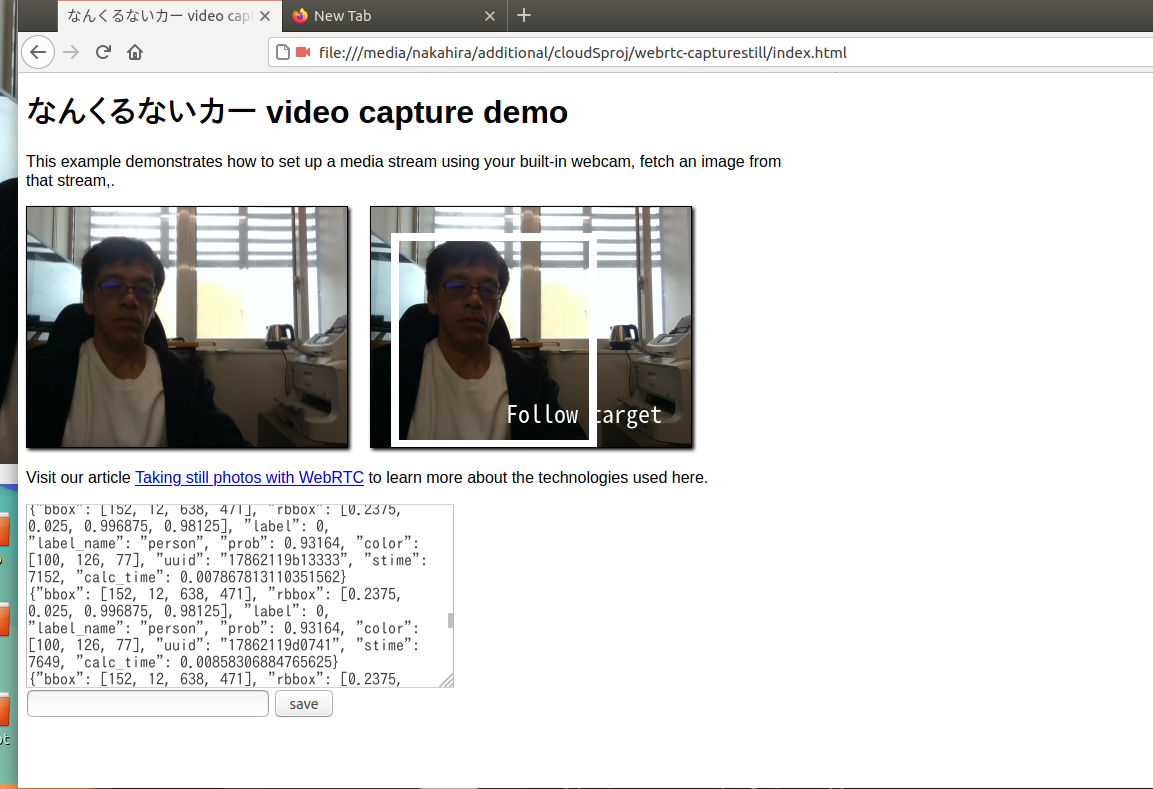 なんくるないカー video cap
New Tab
file:///media/nakahira/additional/cloudSproj/webrtc-capturestill/index.html
なんくるないカー video capture demo
This example demonstrates how to set up a media stream using your built-in webcam, fetch an image from
that stream,.
Follow target
Visit our article Taking still photos with WebRTC to learn more about the technologies used here.
{"bbox": [152, 12, 638, 471], "rbbox": [0.2375,
0.025, 0.996875, 0.98125], "label": 0,
"label_name": "person", "prob": 0.93164, "color":
[100, 126, 77], "uuid": "17862119b13333", "stime":
7152, "calc_time": 0.007867813110351562}
{"bbox": [152, 12, 638, 471], "rbbox": [0.2375,
0.025, 0.996875, 0.98125], "label": 0,
"label_name": "person", "prob": 0.93164, "color":
[100, 126, 77], "uuid": "17862119d0741", "stime":
7649, "calc_time": 0.00858306884765625}
{"bbox": [152, 12, 638, 471], "rbbox": [0.2375,
save